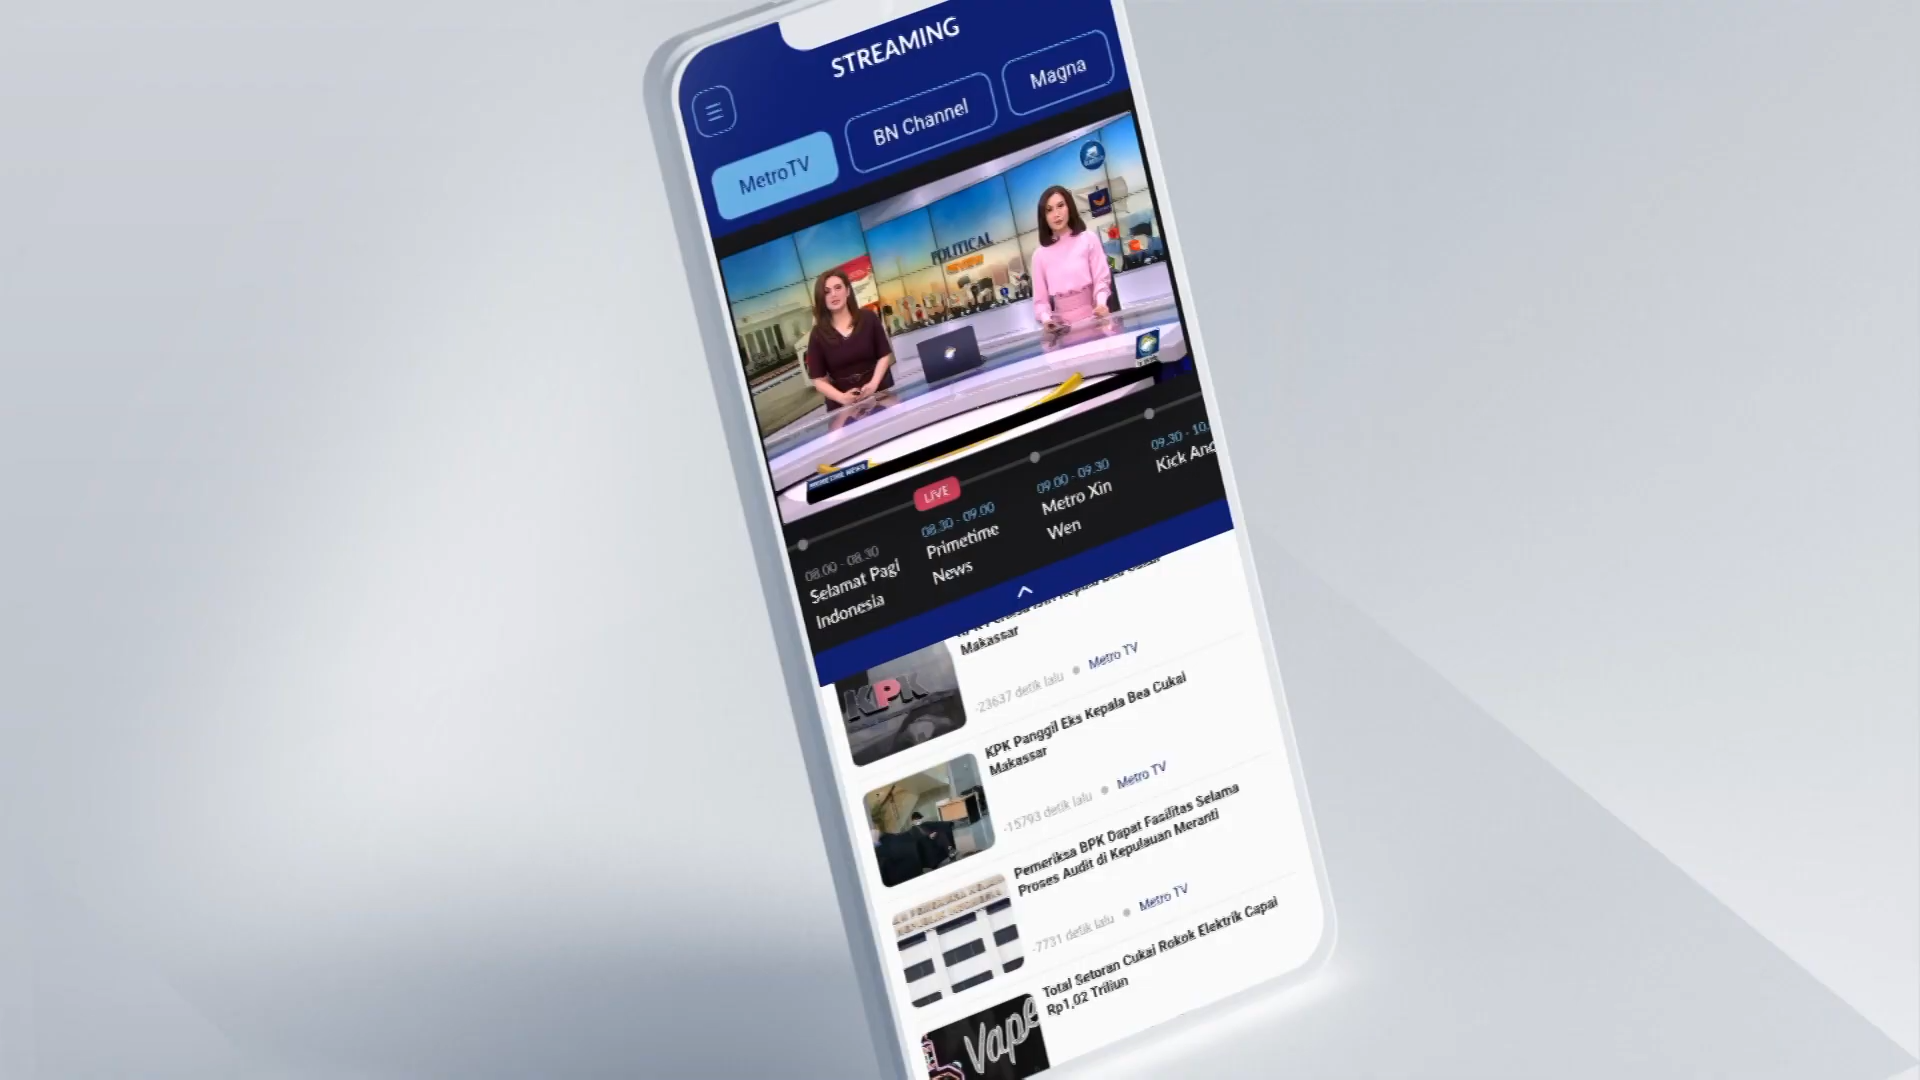 STREAMING
MetroTV
BN Channel
Magna
POLITICAL
REVIEW
LIVE
08.00 - 08.30
Selamat Pagi
Indonesia
08.30 - 09.00
Primetime
News
09.00 - 09.30
Metro Xin
Wen
09.30 - 10.
Kick And
Makassar
-23637 detik lalu • Metro TV
KPK
KPK Panggil Eks Kepala Bea Cukai
Makassar
-15793 detik lalu • Metro TV
Pemeriksa BPK Dapat Fasilitas Selama
Proses Audit di Kepulauan Meranti
-7731 detik lalu • Metro TV
Total Setoran Cukai Rokok Elektrik Capai
Rp1,02 Triliun
Vape